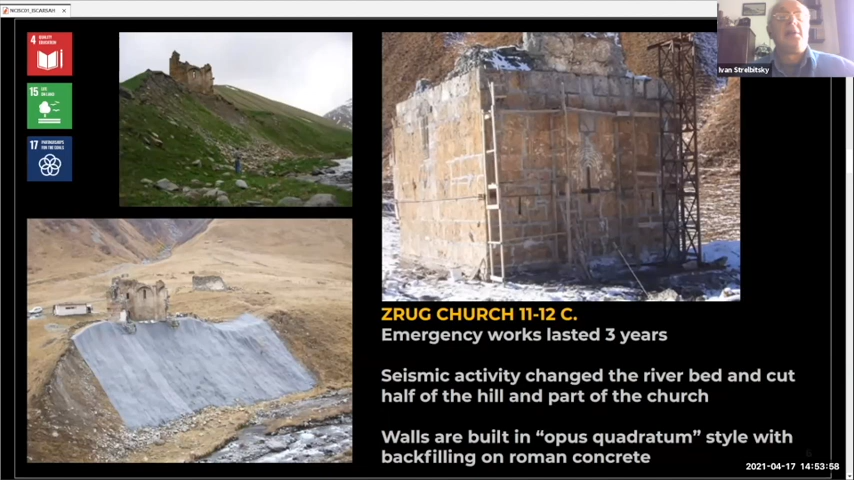 NCISC01_ISCARSAH
4 QUALITY EDUCATION
15 LIFE ON LAND
17 PARTNERSHIPS FOR THE GOALS
Ivan Strelbitsky
ZRUG CHURCH 11-12 C.
Emergency works lasted 3 years
Seismic activity changed the river bed and cut
half of the hill and part of the church
Walls are built in “opus quadratum” style with
backfilling on roman concrete
6
2021-04-17 14:53:58